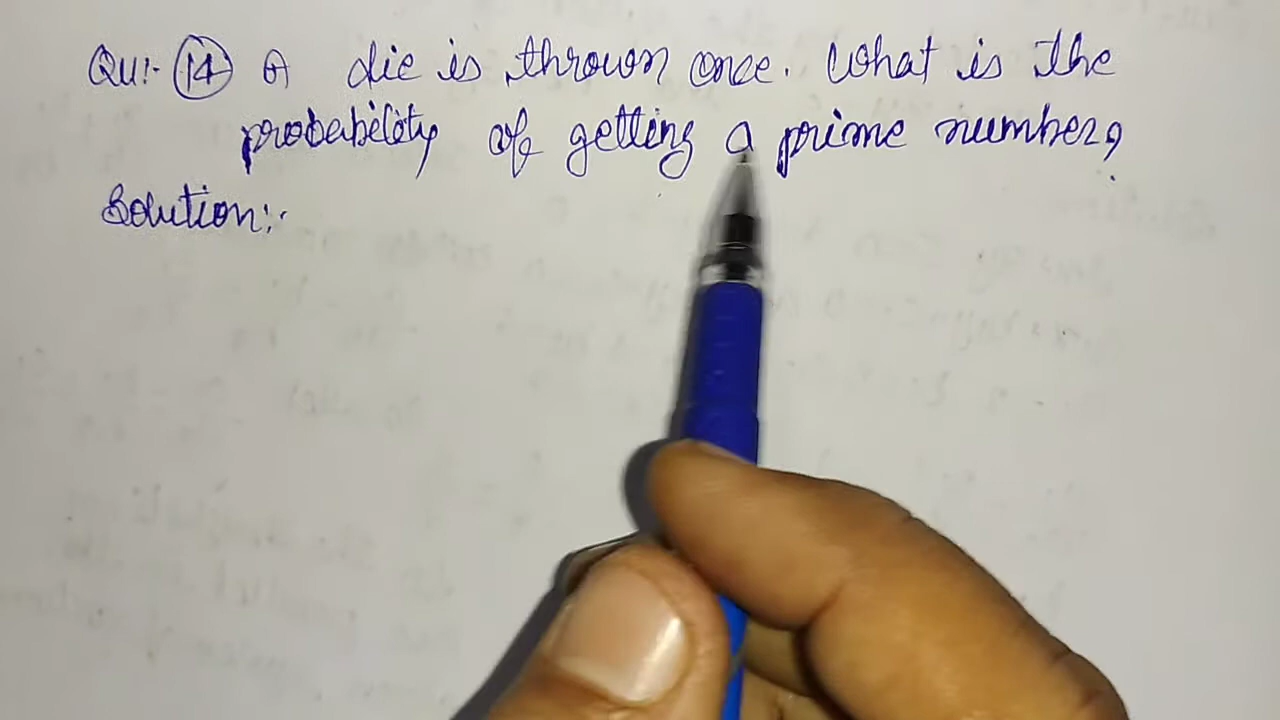 Qu:- 14 A die is thrown once. What is the
probability of getting a prime number?
Solution:-